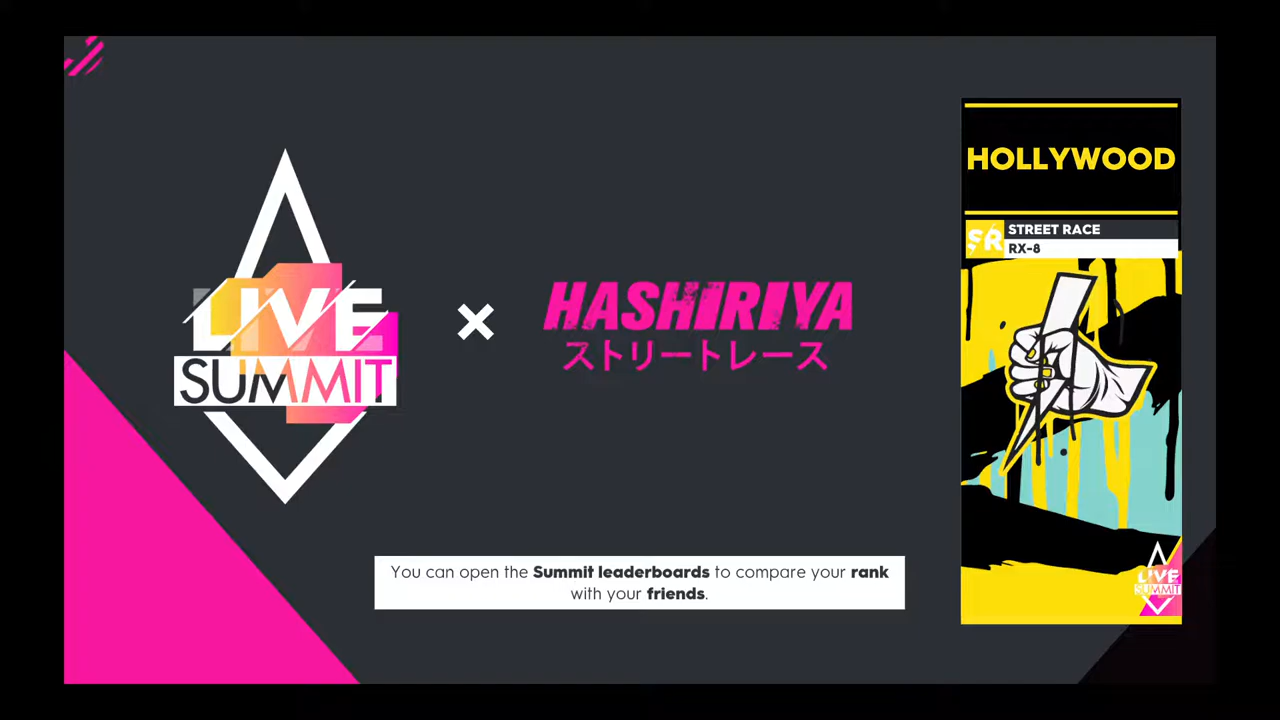 LIVE
SUMMIT
×
HASHIRIYA
ストリートレース
HOLLYWOOD
SR
STREET RACE
RX-8
LIVE
SUMMIT
You can open the Summit leaderboards to compare your rank
with your friends.